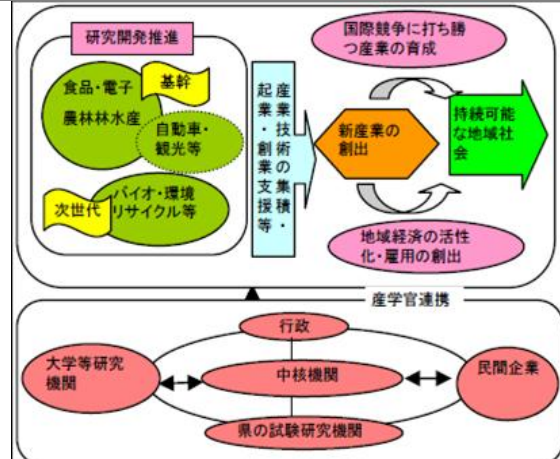 研究開発推進
基幹
食品・電子
農林林水産
自動車・
観光等
バイオ・環境
リサイクル等
次世代
産業技術の集積・
起業・創業支援等
国際競争に打ち勝
つ産業の育成
新産業の
創出
持続可能
な地域社
会
地域経済の活性
化・雇用の創出
産学官連携
行政
大学等研究
機関
中核機関
民間企業
県の試験研究機関